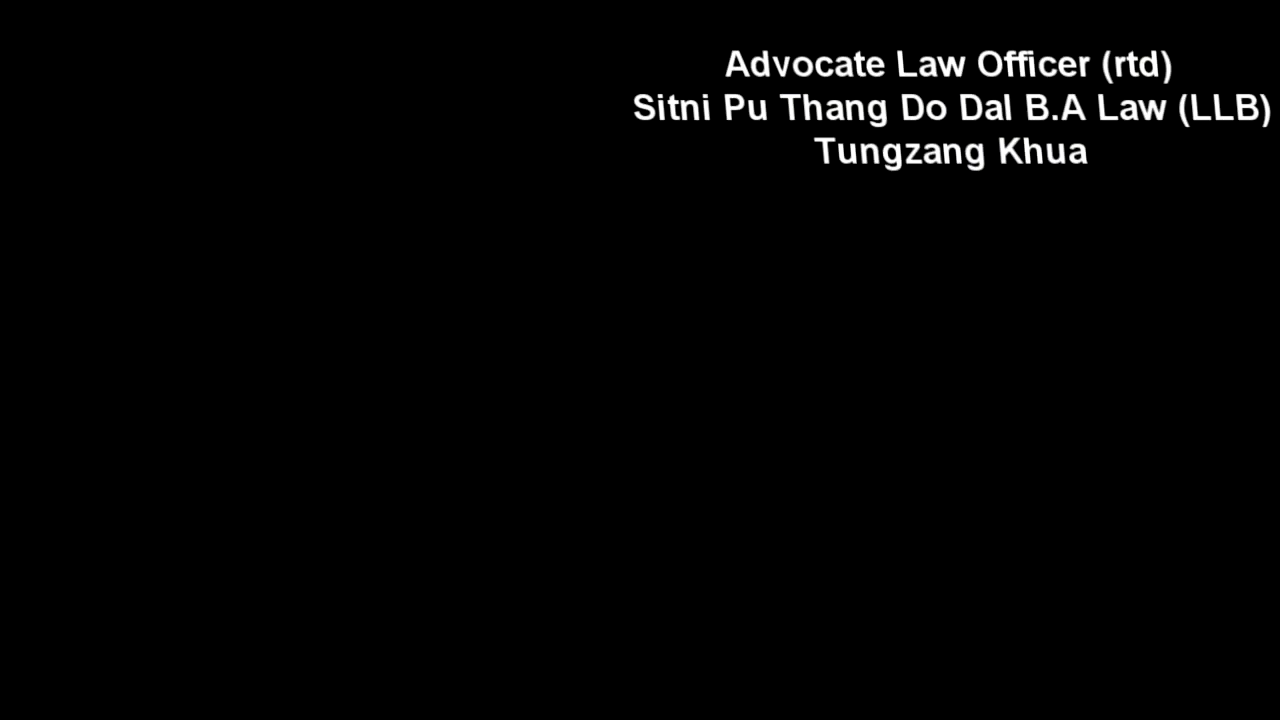 Advocate Law Officer (rtd)
Sitni Pu Thang Do Dal B.A Law (LLB)
Tungzang Khua